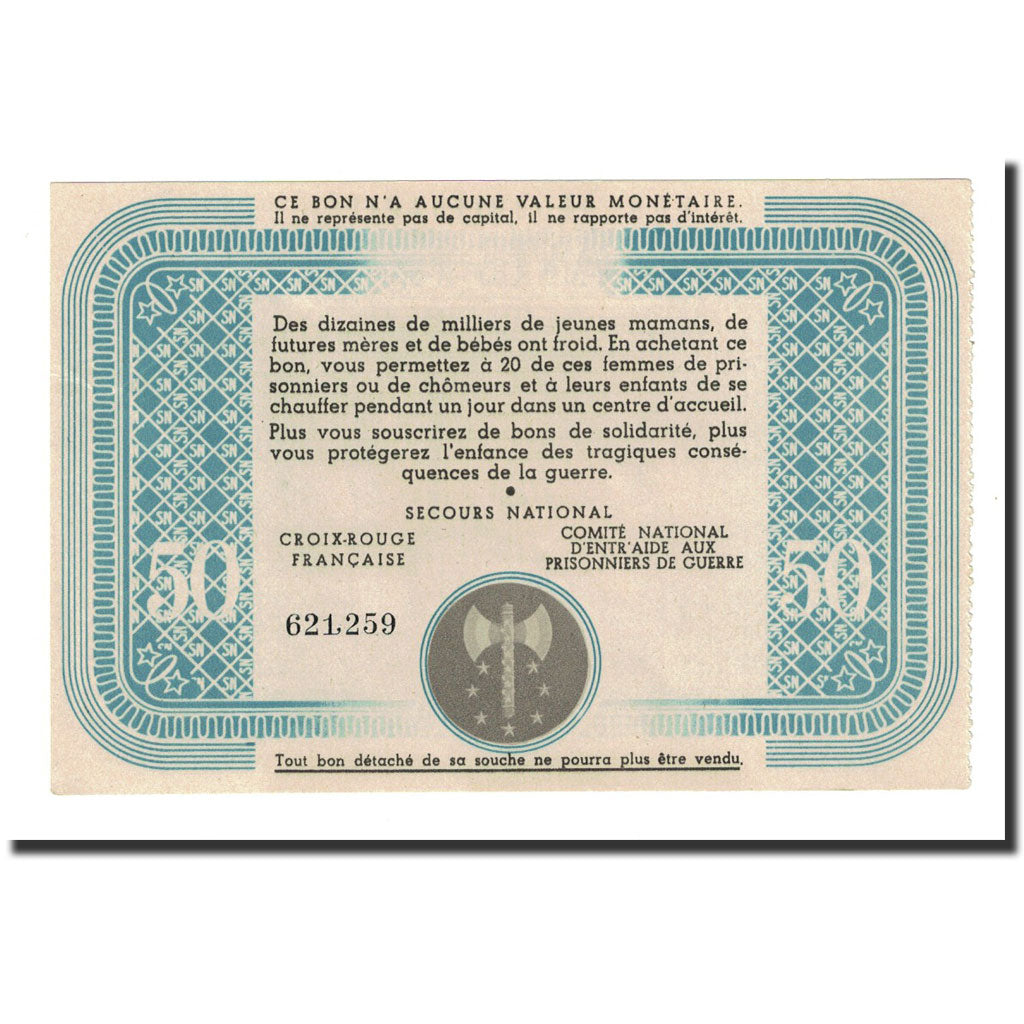 CE BON N'A AUCUNE VALEUR MONÉTAIRE.
Il ne représente pas de capital, il ne rapporte pas d'intérêt.
Des dizaines de milliers de jeunes mamans, de
futures mères et de bébés ont froid. En achetant ce
bon, vous permettez à 20 de ces femmes de pri-
sonniers ou de chômeurs et à leurs enfants de se
chauffer pendant un jour dans un centre d'accueil.
Plus vous souscrirez de bons de solidarité, plus
vous protégerez l'enfance des tragiques consé-
quences de la guerre.
SECOURS NATIONAL
CROIX-ROUGE
FRANÇAISE
COMITÉ NATIONAL
D'ENTR'AIDE AUX
PRISONNIERS DE GUERRE
50
50
621,259
Tout bon détaché de sa souche ne pourra plus être vendu.